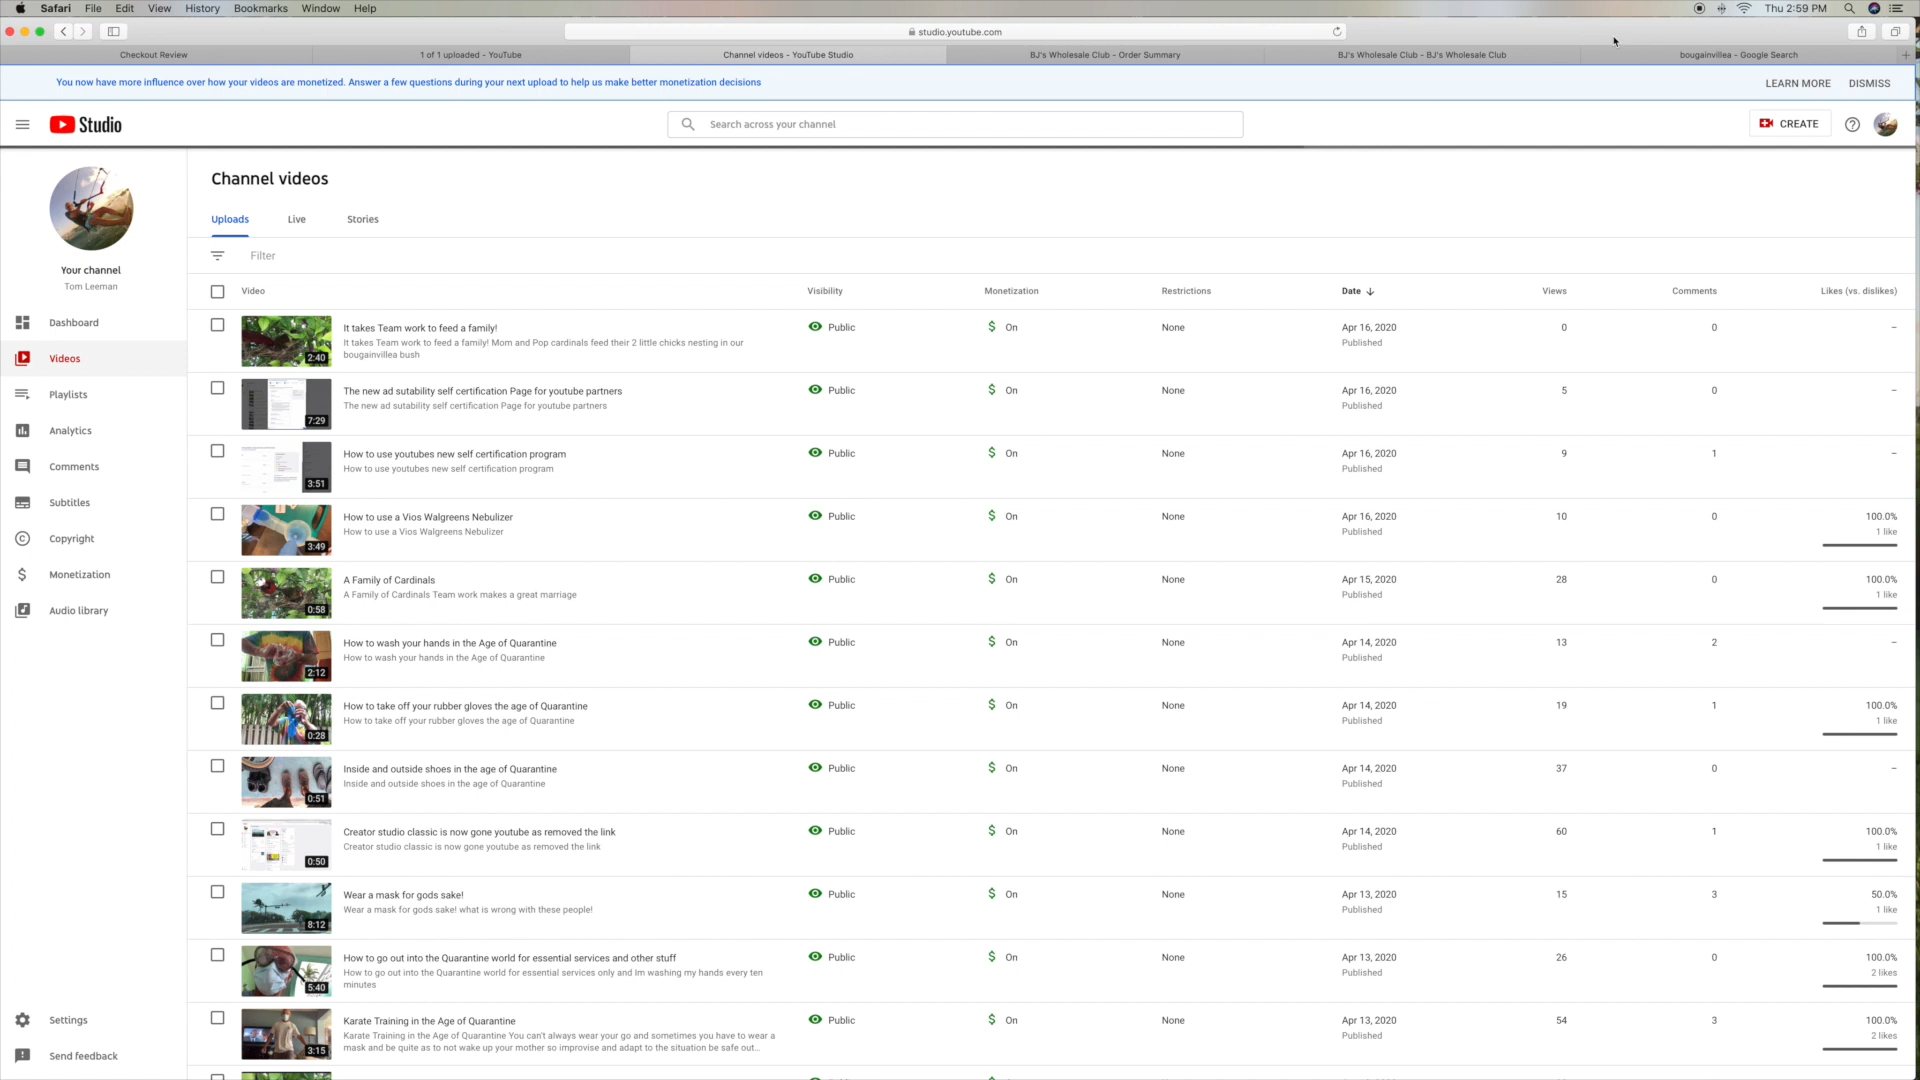 Safari File Edit View History Bookmarks Window Help Thu 2:59 PM
studio.youtube.com
Checkout Review 1 of 1 uploaded - YouTube Channel videos - YouTube Studio BJ's Wholesale Club - Order Summary BJ's Wholesale Club - BJ's Wholesale Club bougainvillea - Google Search
You now have more influence over how your videos are monetized. Answer a few questions during your next upload to help us make better monetization decisions LEARN MORE DISMISS
Studio Search across your channel CREATE
Your channel
Tom Leeman
Dashboard
Videos
Playlists
Analytics
Comments
Subtitles
Copyright
Monetization
Audio library
Settings
Send feedback
Channel videos
Uploads Live Stories
Filter
Video Visibility Monetization Restrictions Date Views Comments Likes (vs. dislikes)
It takes Team work to feed a family! Public $ On None Apr 16, 2020 0 0 –
It takes Team work to feed a family! Mom and Pop cardinals feed their 2 little chicks nesting in our Published
bougainvillea bush
2:40
The new ad sutability self certification Page for youtube partners Public $ On None Apr 16, 2020 5 0 –
The new ad sutability self certification Page for youtube partners Published
7:29
How to use youtubes new self certification program Public $ On None Apr 16, 2020 9 1 –
How to use youtubes new self certification program Published
3:51
How to use a Vios Walgreens Nebulizer Public $ On None Apr 16, 2020 10 0 100.0%
How to use a Vios Walgreens Nebulizer Published 1 like
3:49
A Family of Cardinals Public $ On None Apr 15, 2020 28 0 100.0%
A Family of Cardinals Team work makes a great marriage Published 1 like
0:58
How to wash your hands in the Age of Quarantine Public $ On None Apr 14, 2020 13 2 –
How to wash your hands in the Age of Quarantine Published
2:12
How to take off your rubber gloves the age of Quarantine Public $ On None Apr 14, 2020 19 1 100.0%
How to take off your rubber gloves the age of Quarantine Published 1 like
0:28
Inside and outside shoes in the age of Quarantine Public $ On None Apr 14, 2020 37 0 –
Inside and outside shoes in the age of Quarantine Published
0:51
Creator studio classic is now gone youtube as removed the link Public $ On None Apr 14, 2020 60 1 100.0%
Creator studio classic is now gone youtube as removed the link Published 1 like
0:50
Wear a mask for gods sake! Public $ On None Apr 13, 2020 15 3 50.0%
Wear a mask for gods sake! what is wrong with these people! Published 1 like
8:12
How to go out into the Quarantine world for essential services and other stuff Public $ On None Apr 13, 2020 26 0 100.0%
How to go out into the Quarantine world for essential services only and Im washing my hands every ten Published 2 likes
minutes
5:40
Karate Training in the Age of Quarantine Public $ On None Apr 13, 2020 54 3 100.0%
Karate Training in the Age of Quarantine You can't always wear your go and sometimes you have to wear a Published 2 likes
mask and be quite as to not wake up your mother so improvise and adapt to the situation be safe out...
3:15